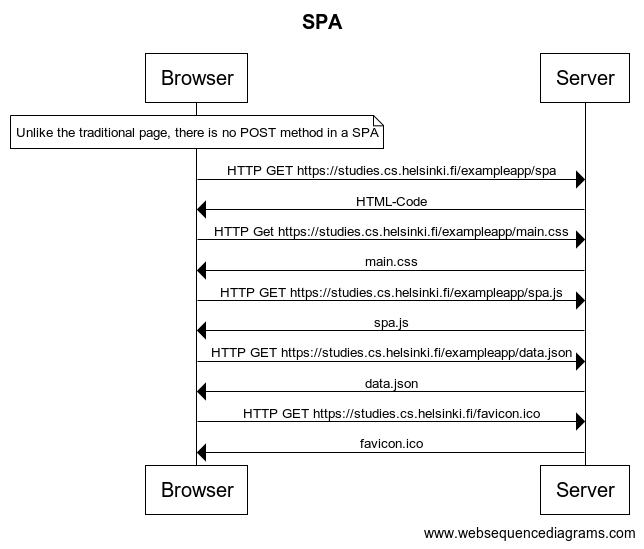 SPA
Browser
Server
Unlike the traditional page, there is no POST method in a SPA
HTTP GET https://studies.cs.helsinki.fi/exampleapp/spa
HTML-Code
HTTP Get https://studies.cs.helsinki.fi/exampleapp/main.css
main.css
HTTP GET https://studies.cs.helsinki.fi/exampleapp/spa.js
spa.js
HTTP GET https://studies.cs.helsinki.fi/exampleapp/data.json
data.json
HTTP GET https://studies.cs.helsinki.fi/favicon.ico
favicon.ico
Browser
Server
www.websequencediagrams.com